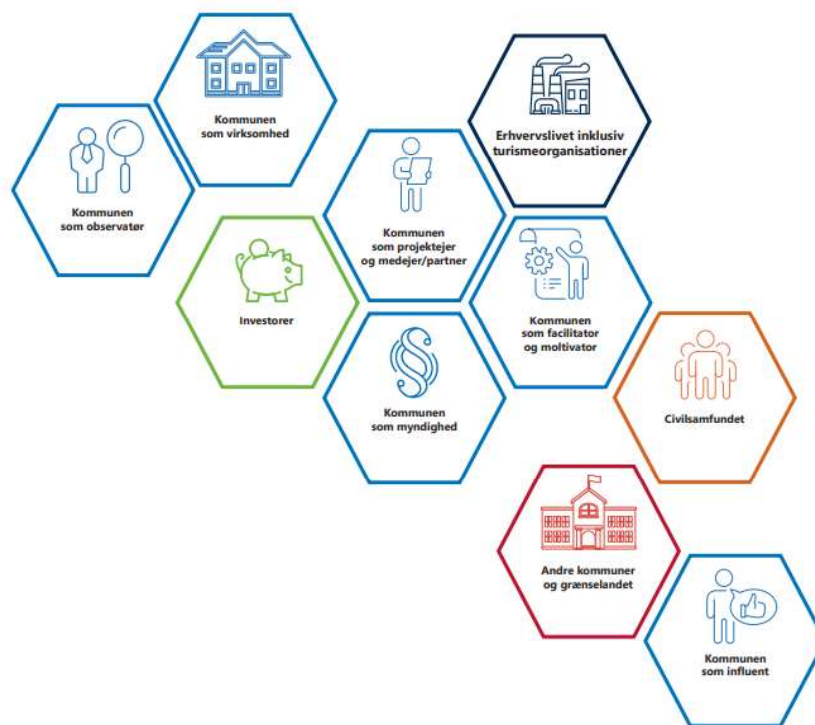 Kommunen
som virksomhed
Erhvervslivet inklusiv
turismeorganisationer
Kommunen
som observatør
Kommunen
som projektejer
og medejer/partner
Investorer
Kommunen
som facilitator
og moltivator
Kommunen
som myndighed
Civilsamfundet
Andre kommuner
og grænselandet
Kommunen
som influent